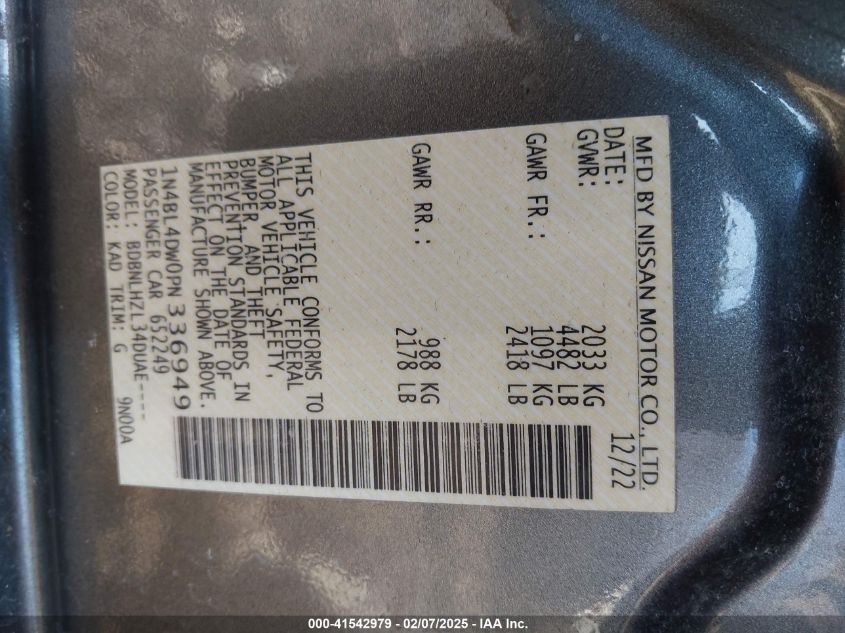 MFD BY NISSAN MOTOR CO., LTD.
DATE: 12/22
GVWR: 2033 KG
4482 LB
GAWR FR.: 1097 KG
2418 LB
GAWR RR.: 988 KG
2178 LB
THIS VEHICLE CONFORMS TO
ALL APPLICABLE FEDERAL
MOTOR VEHICLE SAFETY,
BUMPER, AND THEFT
PREVENTION STANDARDS IN
EFFECT ON THE DATE OF
MANUFACTURE SHOWN ABOVE.
1N4BL4DW0PN336949
PASSENGER CAR 652249
MODEL: BDBNLHZL34DUAE----
COLOR: KAD TRIM: G 9N00A
000-41542979 - 02/07/2025 - IAA Inc.